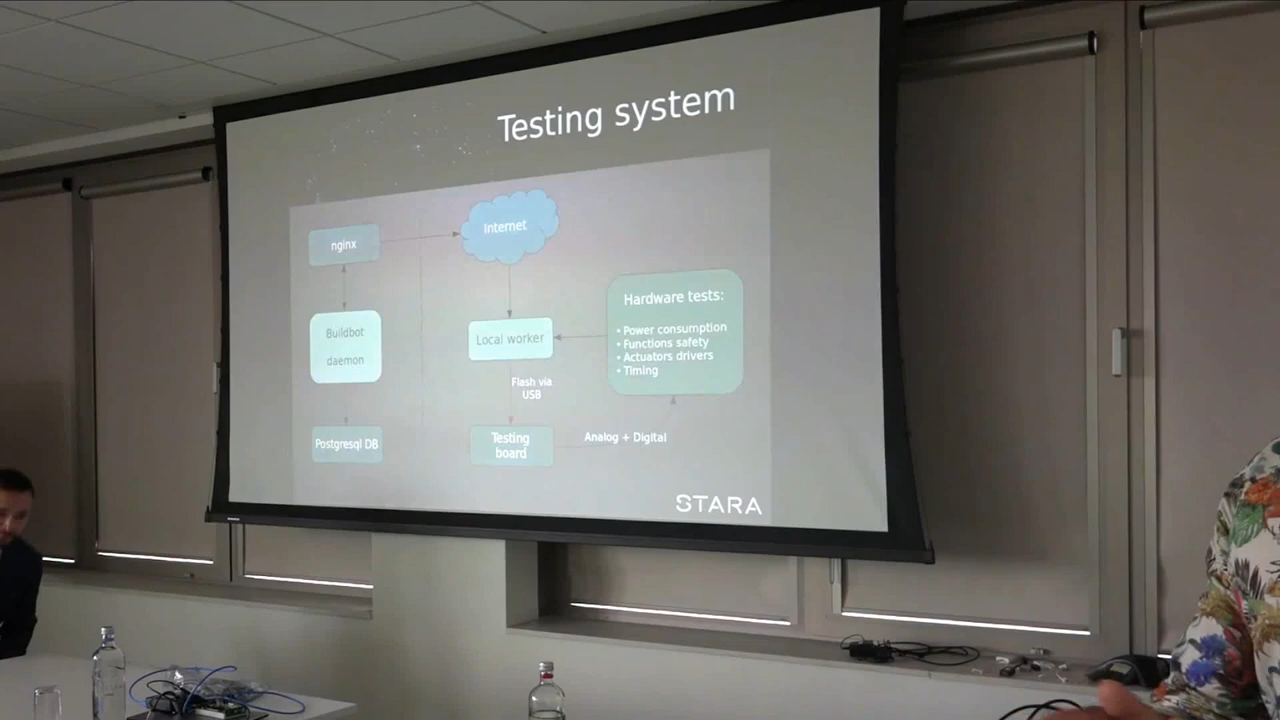 Testing system
nginx
Internet
Buildbot
daemon
Local worker
Hardware tests:
• Power consumption
• Functions safety
• Actuators drivers
• Timing
Flash via
USB
Postgresql DB
Testing
board
Analog + Digital
STARA